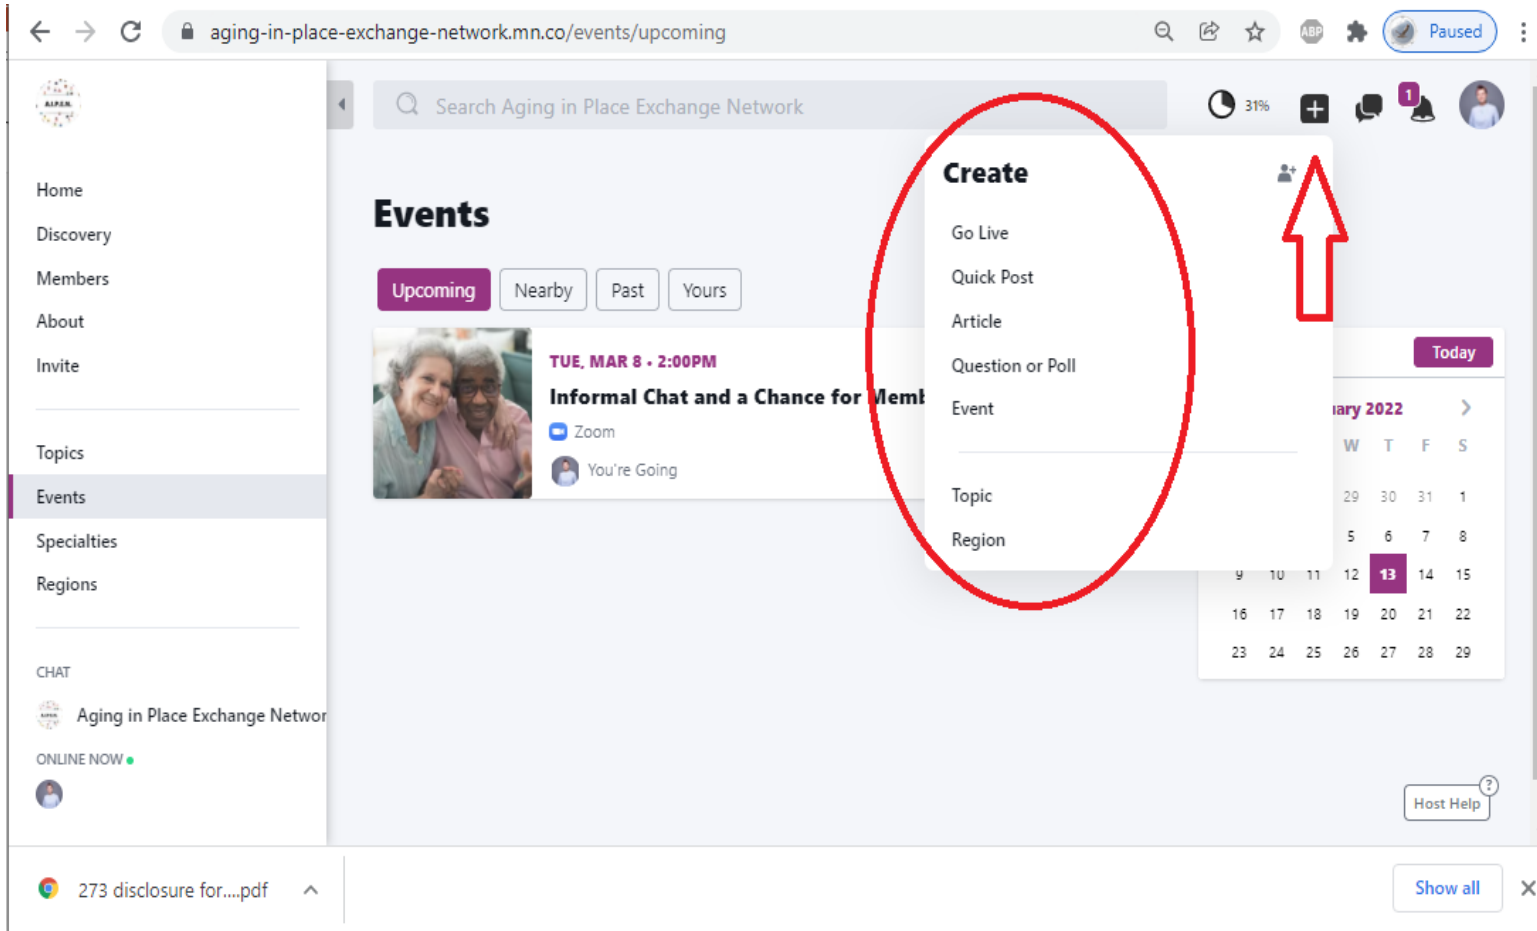 aging-in-place-exchange-network.mn.co/events/upcoming
ABP
Paused
A.I.P.E.N.
Search Aging in Place Exchange Network
31%
1
Home
Discovery
Members
About
Invite
Topics
Events
Specialties
Regions
CHAT
Aging in Place Exchange Networ
ONLINE NOW
Events
Upcoming
Nearby
Past
Yours
TUE, MAR 8 • 2:00PM
Informal Chat and a Chance for Memb
Zoom
You're Going
Create
Go Live
Quick Post
Article
Question or Poll
Event
Topic
Region
Today
uary 2022
W T F S
29 30 31 1
5 6 7 8
9 10 11 12 13 14 15
16 17 18 19 20 21 22
23 24 25 26 27 28 29
Host Help ?
273 disclosure for....pdf
Show all